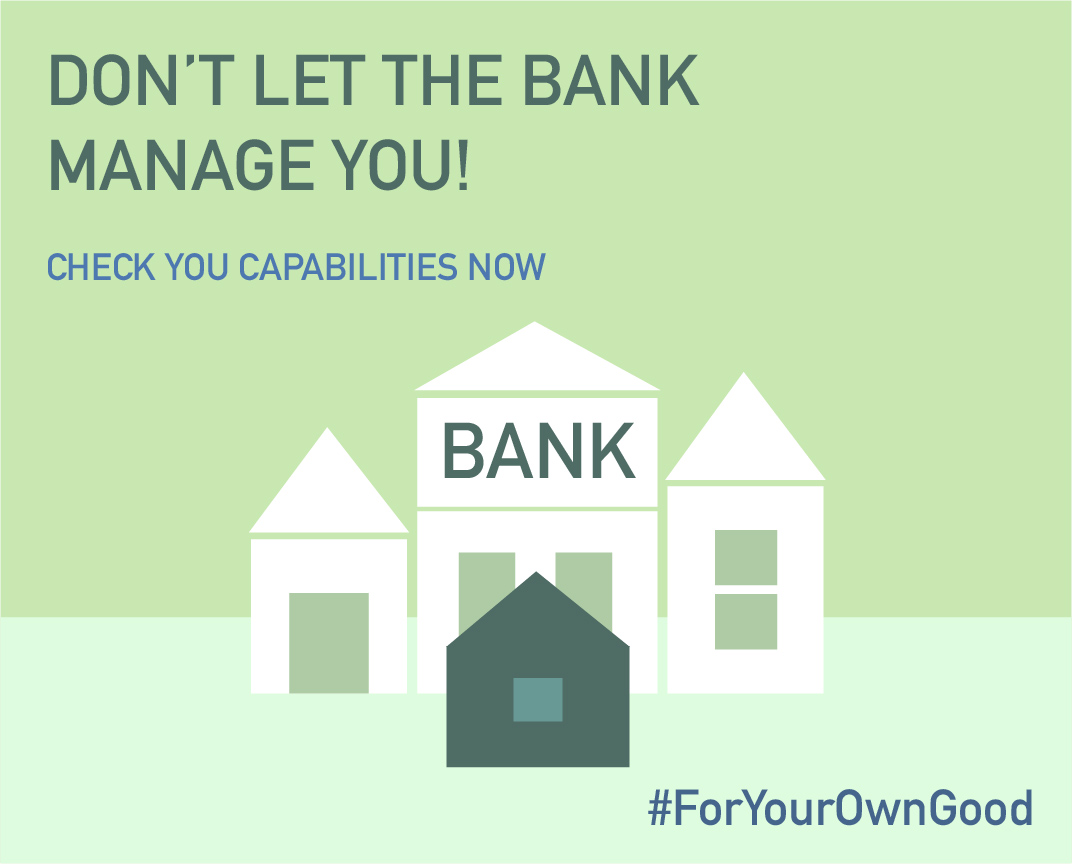 DON’T LET THE BANK
MANAGE YOU!
CHECK YOU CAPABILITIES NOW
BANK
#ForYourOwnGood